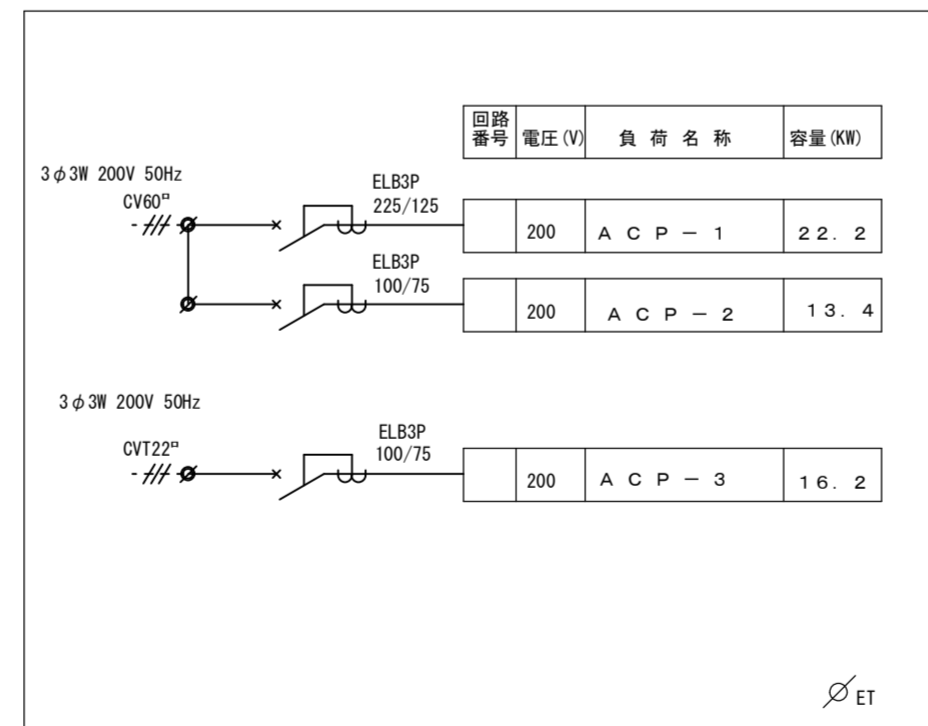 回路
番号 電圧(V) 負荷名称 容量(KW)
3φ3W 200V 50Hz
CV60□
ELB3P
225/125
200 ACP-1 22.2
ELB3P
100/75
200 ACP-2 13.4
3φ3W 200V 50Hz
CVT22□
ELB3P
100/75
200 ACP-3 16.2
ET